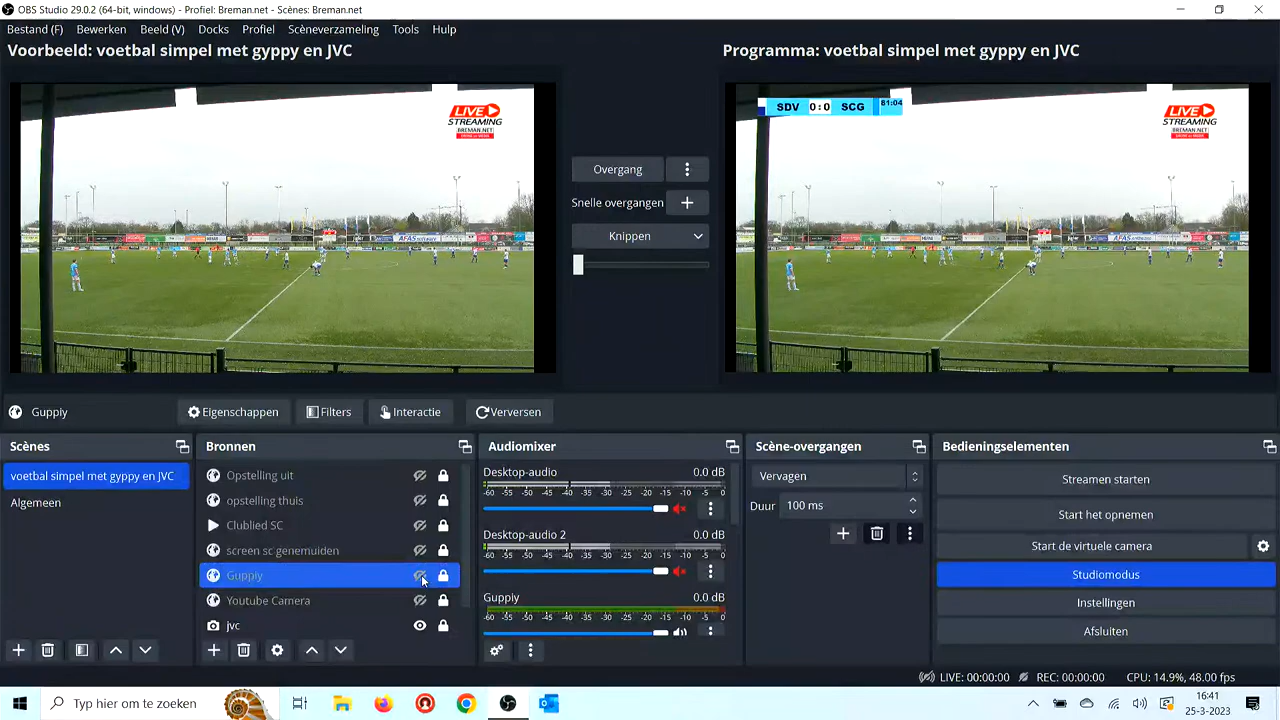 OBS Studio 29.0.2 (64-bit, windows) - Profiel: Breman.net - Scènes: Breman.net
Bestand (F) Bewerken Beeld (V) Docks Profiel Scèneverzameling Tools Help
Voorbeeld: voetbal simpel met gyppy en JVC
Programma: voetbal simpel met gyppy en JVC
LIVE
STREAMING
BREMAN.NET
SDV 0:0 SCG 81:04
LIVE
STREAMING
BREMAN.NET
AFAS software
Overgang
Snelle overgangen
Knippen
Guppiy Eigenschappen Filters Interactie Verversen
Scènes
voetbal simpel met gyppy en JVC
Algemeen
Bronnen
Opstelling uit
opstelling thuis
Clublied SC
screen sc genemuiden
Guppiy
Youtube Camera
jvc
Audiomixer
Desktop-audio 0.0 dB
-60 -55 -50 -45 -40 -35 -30 -25 -20 -15 -10 -5 0
Desktop-audio 2 0.0 dB
-60 -55 -50 -45 -40 -35 -30 -25 -20 -15 -10 -5 0
Guppiy 0.0 dB
-60 -55 -50 -45 -40 -35 -30 -25 -20 -15 -10 -5 0
Scène-overgangen
Vervagen
Duur 100 ms
Bedieningselementen
Streamen starten
Start het opnemen
Start de virtuele camera
Studiomodus
Instellingen
Afsluiten
LIVE: 00:00:00 REC: 00:00:00 CPU: 14.9%, 48.00 fps
Typ hier om te zoeken
16:41
25-3-2023